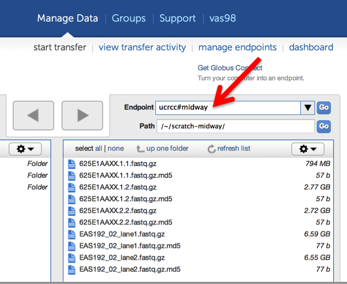 Manage Data | Groups | Support | vas98
start transfer | view transfer activity | manage endpoints | dashboard
Get Globus Connect
Turn your computer into an endpoint.
Endpoint ucrcc#midway Go
Path /~/scratch-midway/ Go
select all | none up one folder refresh list
Folder 625E1AAXX.1.1.fastq.gz 794 MB
Folder 625E1AAXX.1.1.fastq.gz.md5 57 b
Folder 625E1AAXX.1.2.fastq.gz 2.77 GB
625E1AAXX.1.2.fastq.gz.md5 57 b
625E1AAXX.2.2.fastq.gz 2.72 GB
625E1AAXX.2.2.fastq.gz.md5 57 b
EAS192_02_lane1.fastq.gz 6.59 GB
EAS192_02_lane1.fastq.gz.md5 77 b
EAS192_02_lane2.fastq.gz 6.55 GB
EAS192_02_lane2.fastq.gz.md5 77 b